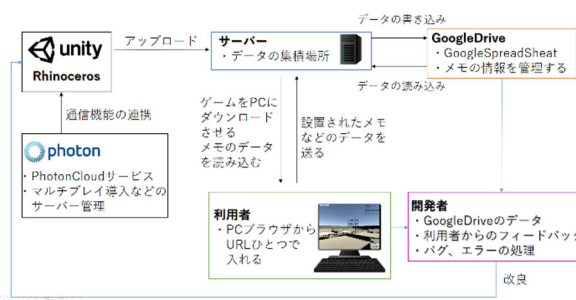 unity
Rhinoceros
アップロード
サーバー
・データの集積場所
データの書き込み
データの読み込み
GoogleDrive
・GoogleSpreadSheat
・メモの情報を管理する
通信機能の連携
photon
・PhotonCloudサービス
・マルチプレイ導入などの
サーバー管理
ゲームをPCに
ダウンロード
させる
メモのデータ
を読み込む
設置されたメモ
などのデータを
送る
利用者
・PCブラウザから
URLひとつで
入れる
開発者
・GoogleDriveのデータ
・利用者からのフィードバック
・バグ、エラーの処理
改良